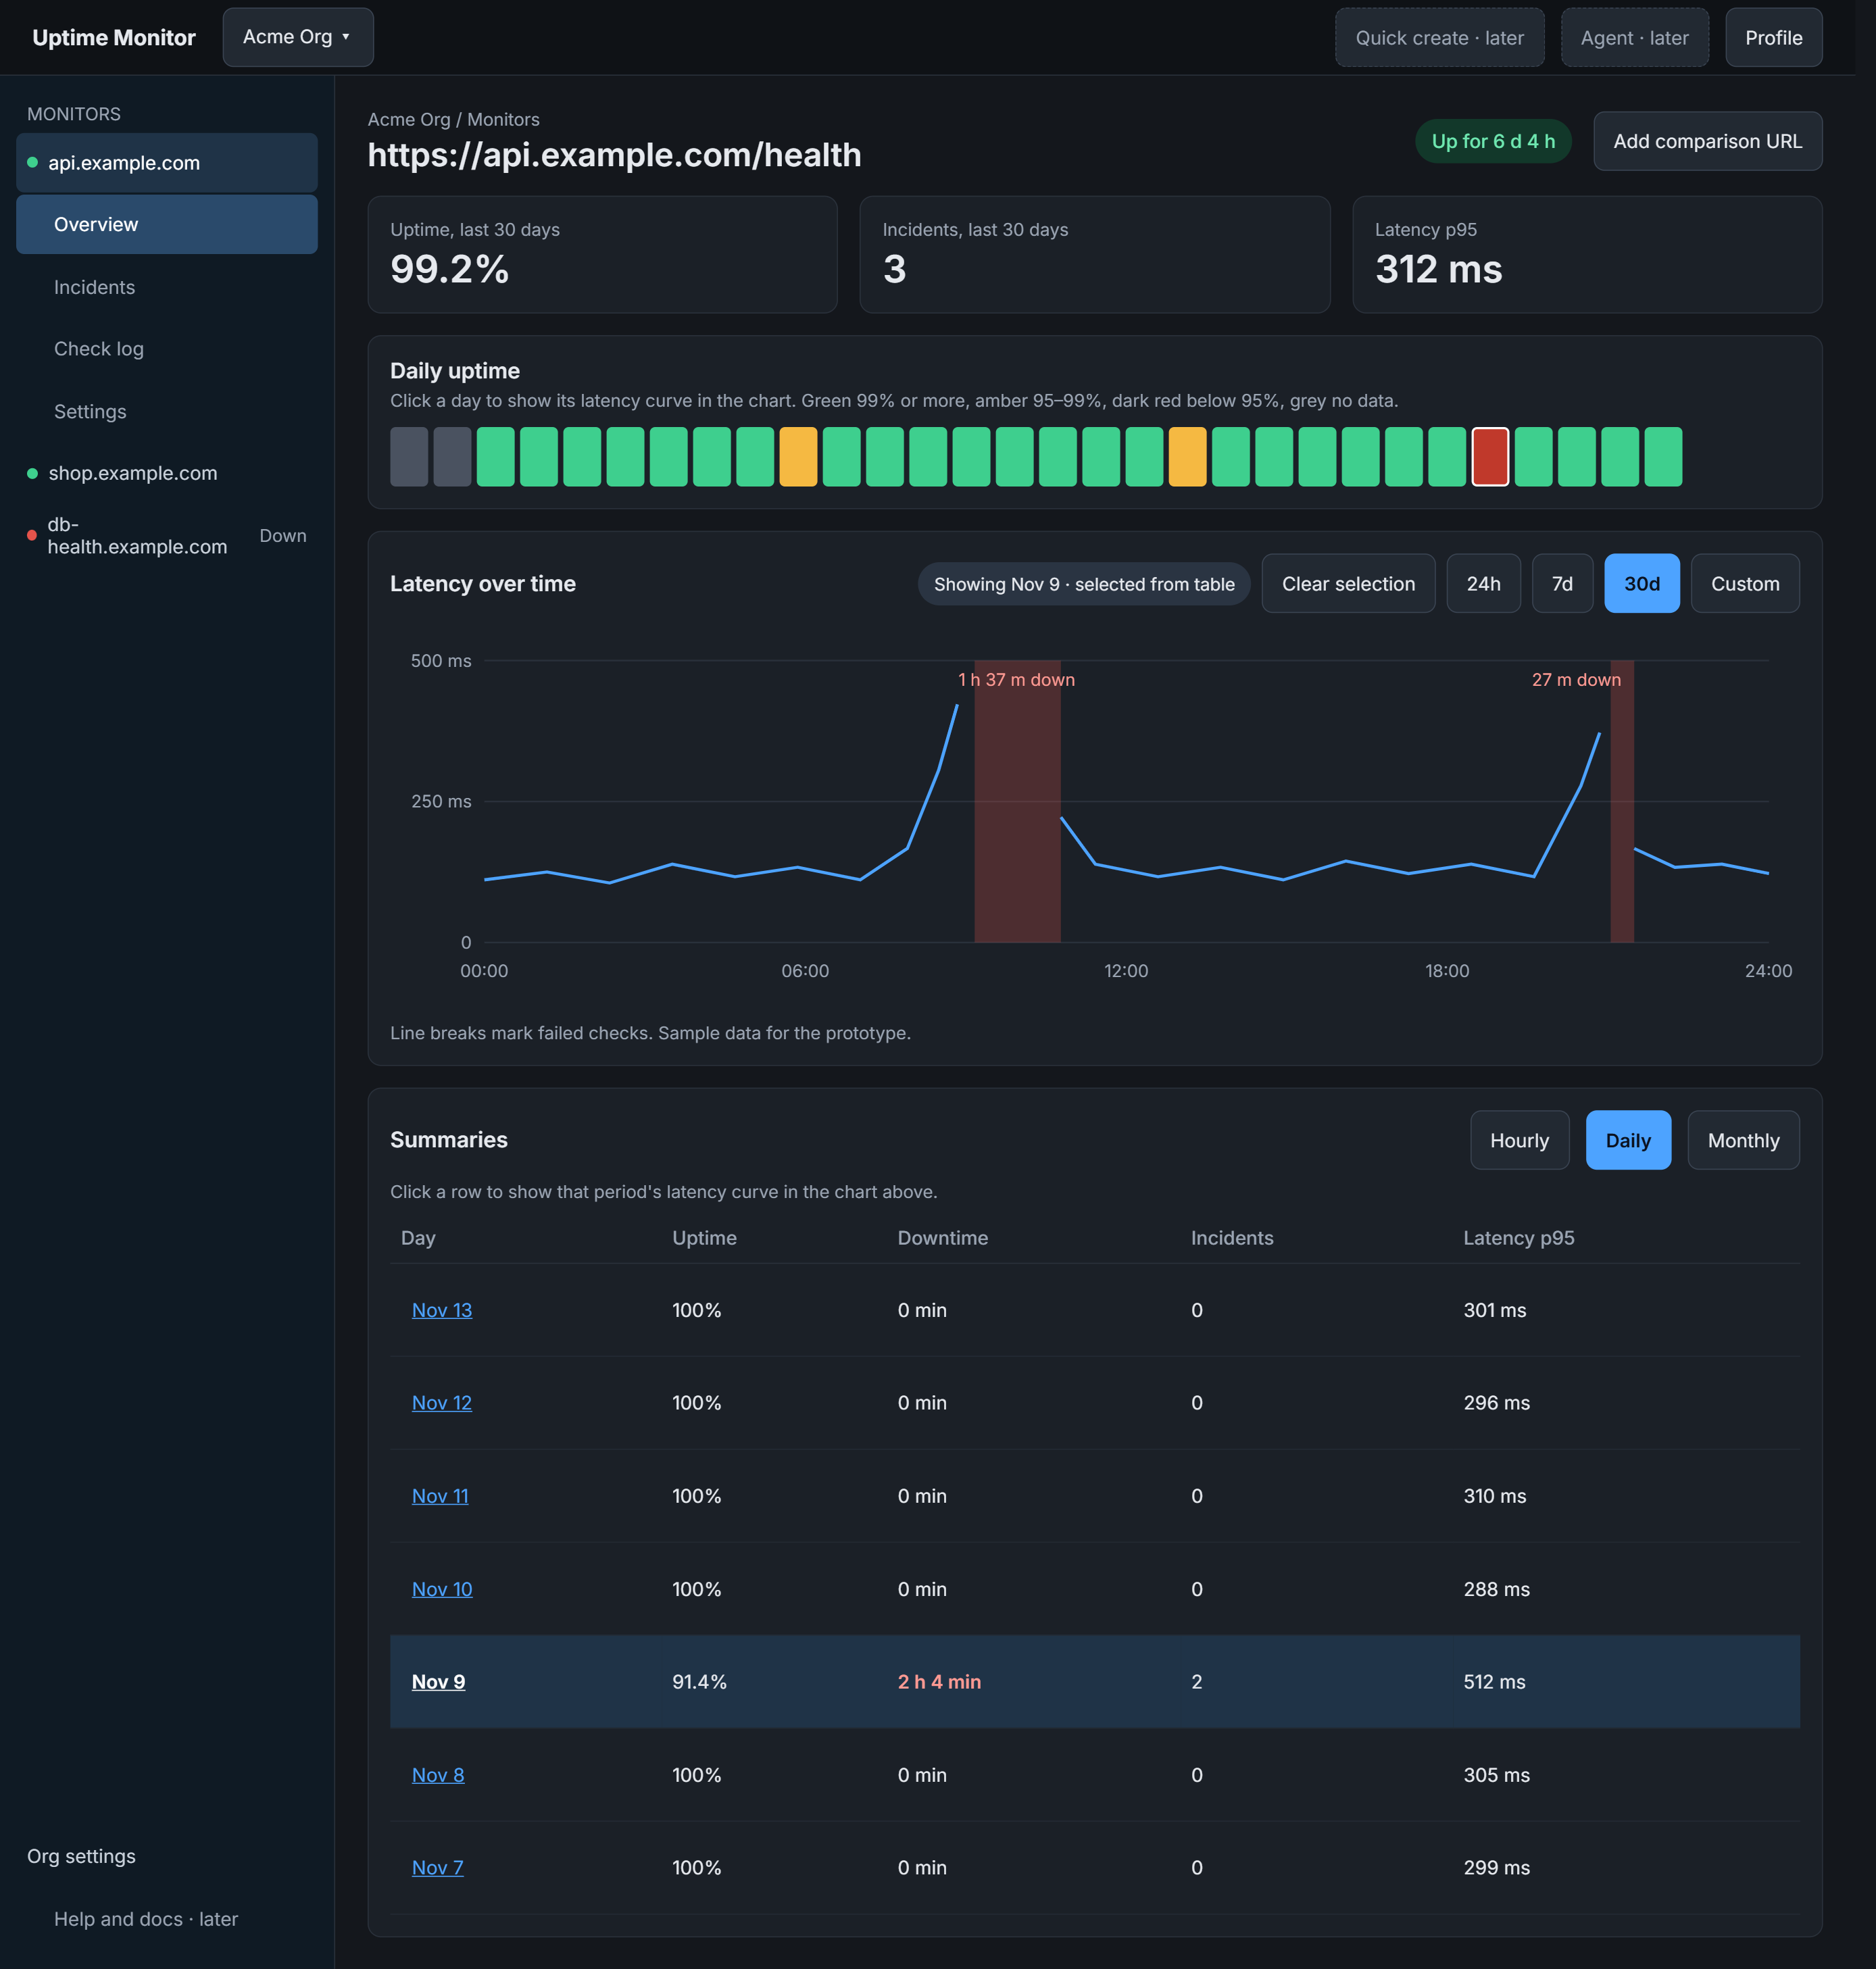 Uptime Monitor
Acme Org ▾
Quick create · later
Agent · later
Profile
MONITORS
api.example.com
Overview
Incidents
Check log
Settings
shop.example.com
db-
health.example.com
Down
Org settings
Help and docs · later
Acme Org / Monitors
https://api.example.com/health
Up for 6 d 4 h
Add comparison URL
Uptime, last 30 days
99.2%
Incidents, last 30 days
3
Latency p95
312 ms
Daily uptime
Click a day to show its latency curve in the chart. Green 99% or more, amber 95–99%, dark red below 95%, grey no data.
Latency over time
Showing Nov 9 · selected from table
Clear selection
24h
7d
30d
Custom
500 ms
1 h 37 m down
27 m down
250 ms
0
00:00
06:00
12:00
18:00
24:00
Line breaks mark failed checks. Sample data for the prototype.
Summaries
Hourly
Daily
Monthly
Click a row to show that period's latency curve in the chart above.
Day Uptime Downtime Incidents Latency p95
Nov 13 100% 0 min 0 301 ms
Nov 12 100% 0 min 0 296 ms
Nov 11 100% 0 min 0 310 ms
Nov 10 100% 0 min 0 288 ms
Nov 9 91.4% 2 h 4 min 2 512 ms
Nov 8 100% 0 min 0 305 ms
Nov 7 100% 0 min 0 299 ms